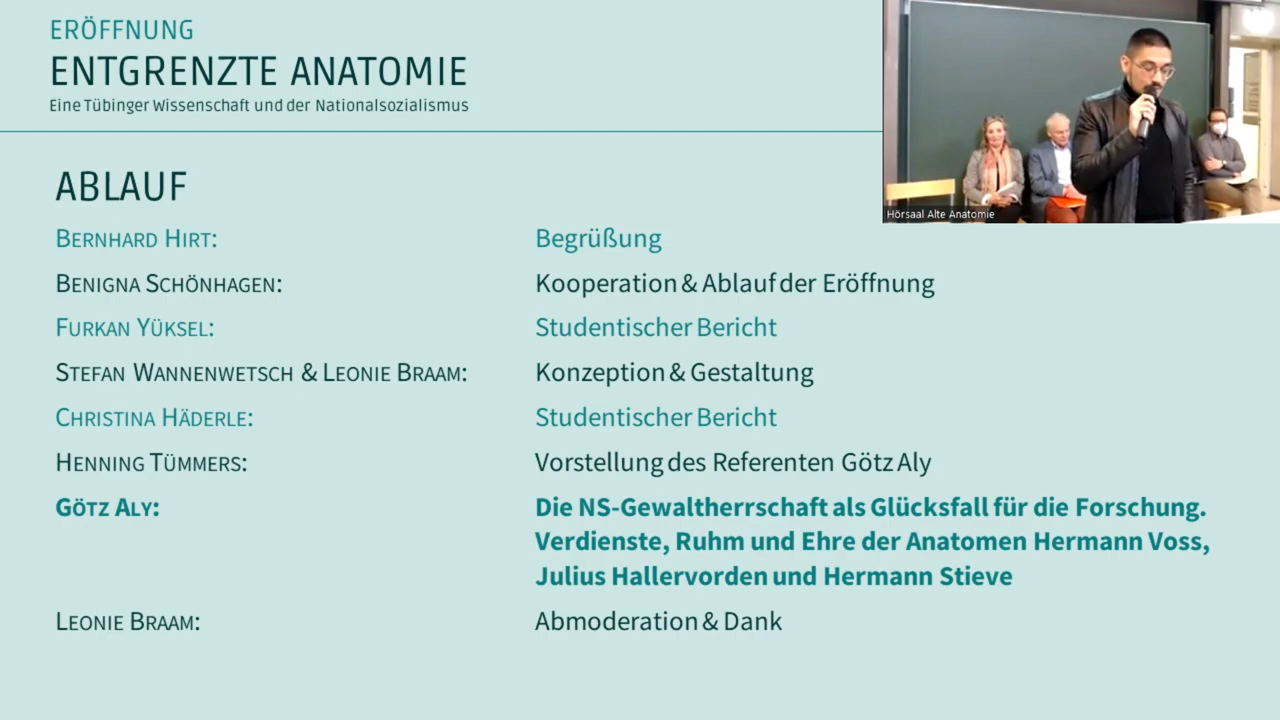 ERÖFFNUNG
ENTGRENZTE ANATOMIE
Eine Tübinger Wissenschaft und der Nationalsozialismus
Hörsaal Alte Anatomie
ABLAUF
BERNHARD HIRT: Begrüßung
BENIGNA SCHÖNHAGEN: Kooperation & Ablauf der Eröffnung
FURKAN YÜKSEL: Studentischer Bericht
STEFAN WANNENWETSCH & LEONIE BRAAM: Konzeption & Gestaltung
CHRISTINA HÄDERLE: Studentischer Bericht
HENNING TÜMMERS: Vorstellung des Referenten Götz Aly
GÖTZ ALY: Die NS-Gewaltherrschaft als Glücksfall für die Forschung.
Verdienste, Ruhm und Ehre der Anatomen Hermann Voss,
Julius Hallervorden und Hermann Stieve
LEONIE BRAAM: Abmoderation & Dank